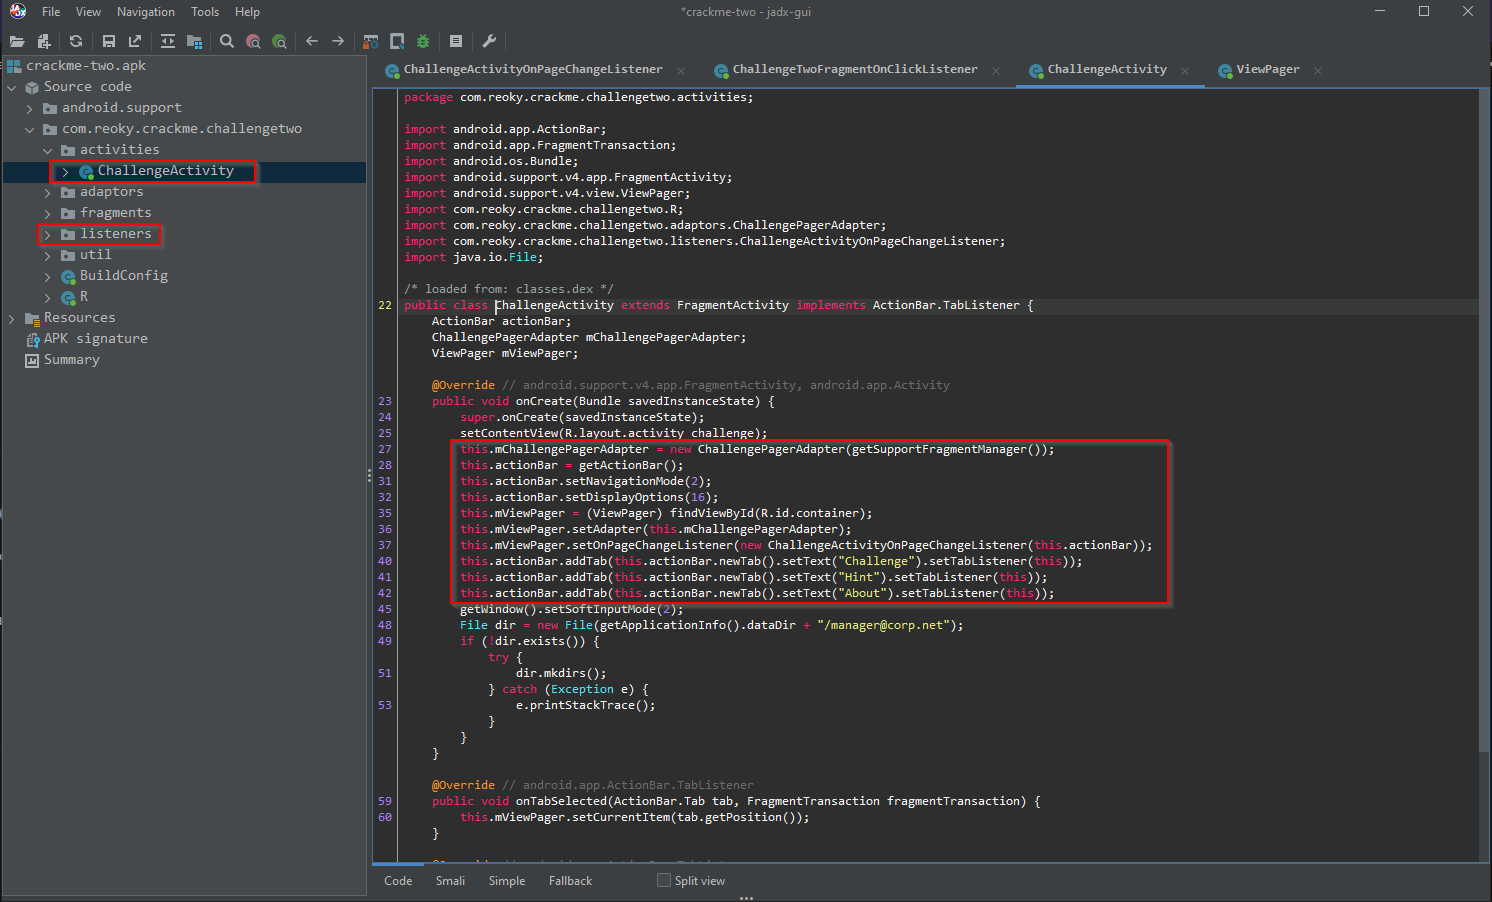 File View Navigation Tools Help
*crackme-two - jadx-gui
crackme-two.apk
Source code
android.support
com.reoky.crackme.challengetwo
activities
ChallengeActivity
adaptors
fragments
listeners
util
BuildConfig
R
Resources
APK signature
Summary
ChallengeActivityOnPageChangeListener ChallengeTwoFragmentOnClickListener ChallengeActivity ViewPager
package com.reoky.crackme.challengetwo.activities;
import android.app.ActionBar;
import android.app.FragmentTransaction;
import android.os.Bundle;
import android.support.v4.app.FragmentActivity;
import android.support.v4.view.ViewPager;
import com.reoky.crackme.challengetwo.R;
import com.reoky.crackme.challengetwo.adaptors.ChallengePagerAdapter;
import com.reoky.crackme.challengetwo.listeners.ChallengeActivityOnPageChangeListener;
import java.io.File;
/* loaded from: classes.dex */
22 public class ChallengeActivity extends FragmentActivity implements ActionBar.TabListener {
ActionBar actionBar;
ChallengePagerAdapter mChallengePagerAdapter;
ViewPager mViewPager;
@Override // android.support.v4.app.FragmentActivity, android.app.Activity
23 public void onCreate(Bundle savedInstanceState) {
24 super.onCreate(savedInstanceState);
25 setContentView(R.layout.activity_challenge);
27 this.mChallengePagerAdapter = new ChallengePagerAdapter(getSupportFragmentManager());
28 this.actionBar = getActionBar();
31 this.actionBar.setNavigationMode(2);
32 this.actionBar.setDisplayOptions(16);
35 this.mViewPager = (ViewPager) findViewById(R.id.container);
36 this.mViewPager.setAdapter(this.mChallengePagerAdapter);
37 this.mViewPager.setOnPageChangeListener(new ChallengeActivityOnPageChangeListener(this.actionBar));
40 this.actionBar.addTab(this.actionBar.newTab().setText("Challenge").setTabListener(this));
41 this.actionBar.addTab(this.actionBar.newTab().setText("Hint").setTabListener(this));
42 this.actionBar.addTab(this.actionBar.newTab().setText("About").setTabListener(this));
45 getWindow().setSoftInputMode(2);
48 File dir = new File(getApplicationInfo().dataDir + "/manager@corp.net");
49 if (!dir.exists()) {
try {
51 dir.mkdirs();
} catch (Exception e) {
53 e.printStackTrace();
}
}
}
@Override // android.app.ActionBar.TabListener
59 public void onTabSelected(ActionBar.Tab tab, FragmentTransaction fragmentTransaction) {
60 this.mViewPager.setCurrentItem(tab.getPosition());
}
Code Smali Simple Fallback Split view